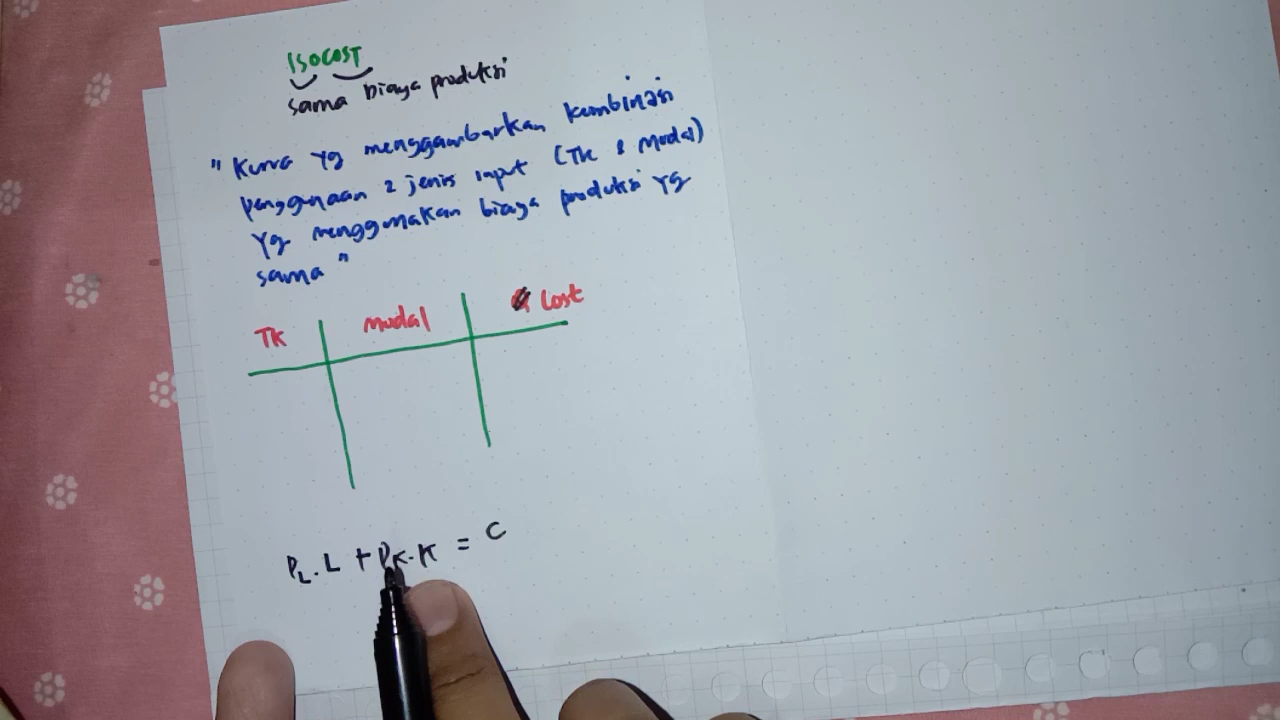 ISOCOST
sama biaya produksi
" Kurva yg menggambarkan kombinasi
penggunaan 2 jenis input (TK & Modal)
yg menggunakan biaya produksi yg
sama "
TK modal Cost
PL . L + PK . K = C